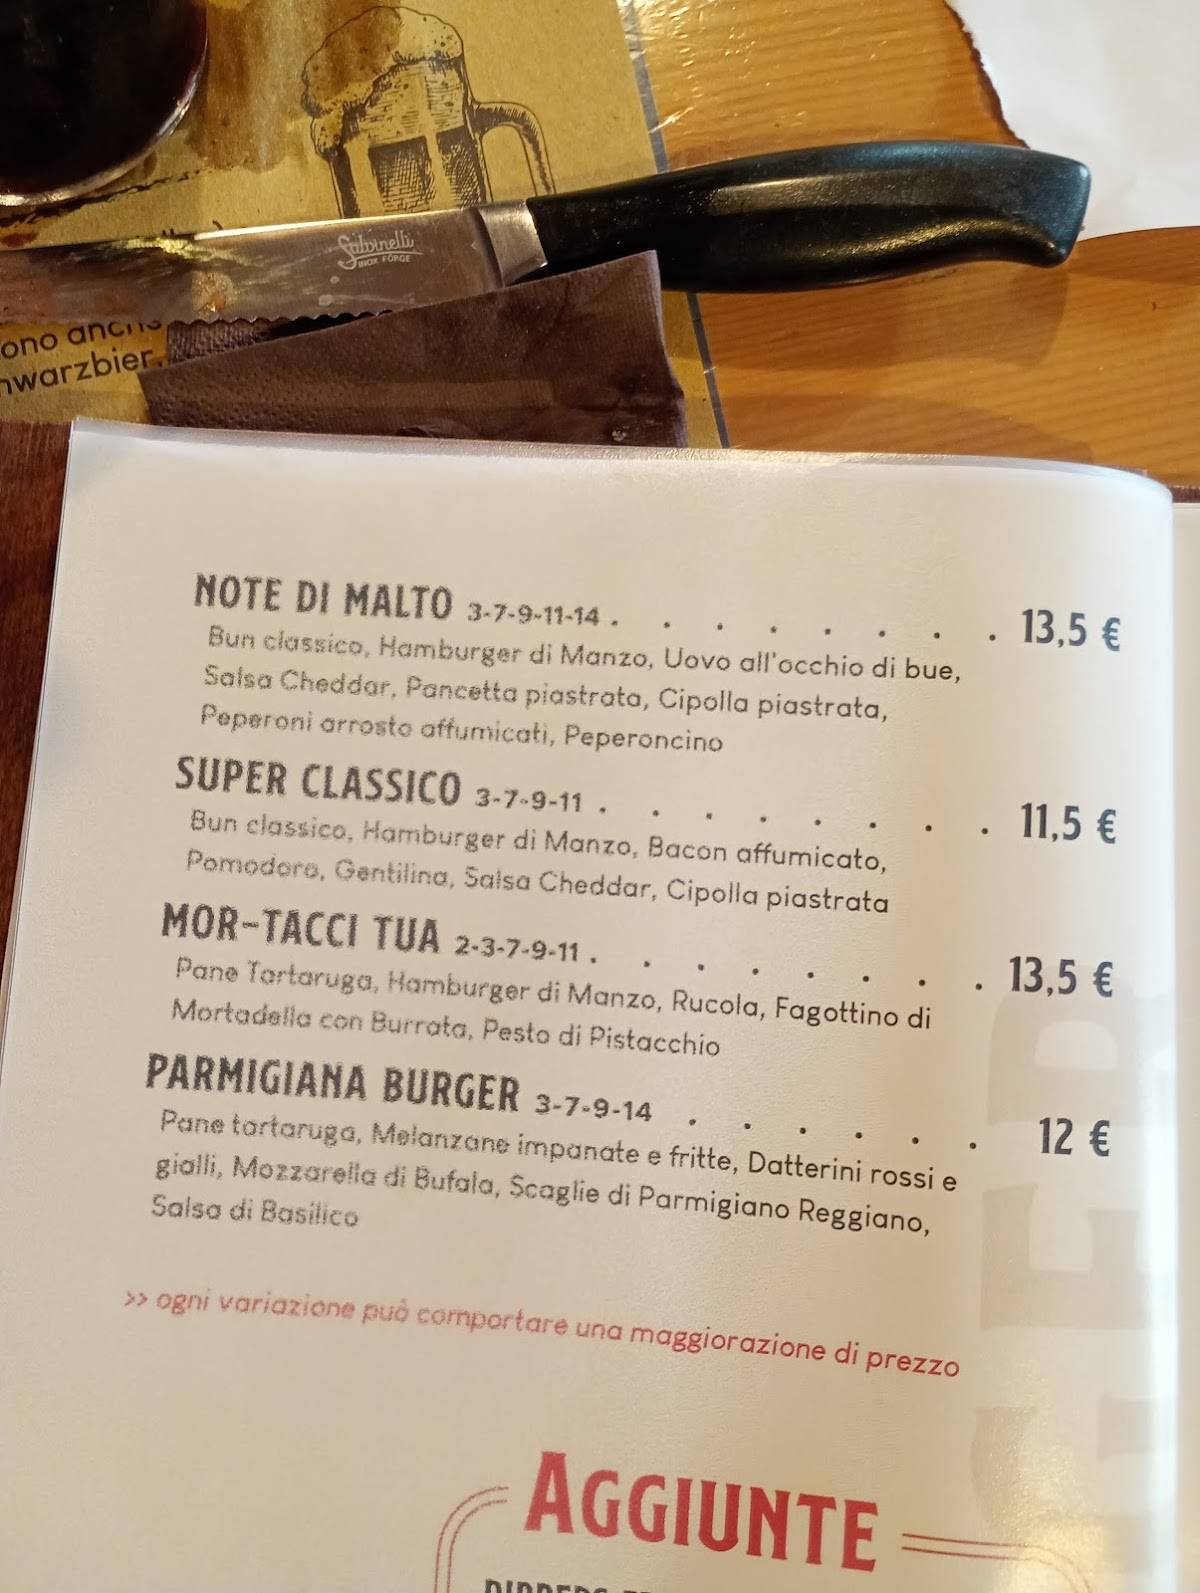 Salvinelli
INOX FORGE
ono anche
hwarzbier.
NOTE DI MALTO 3-7-9-11-14 . . . . . . . . 13,5 €
Bun classico, Hamburger di Manzo, Uovo all'occhio di bue,
Salsa Cheddar, Pancetta piastrata, Cipolla piastrata,
Peperoni arrosto affumicati, Peperoncino
SUPER CLASSICO 3-7-9-11 . . . . . . . . 11,5 €
Bun classico, Hamburger di Manzo, Bacon affumicato,
Pomodoro, Gentilina, Salsa Cheddar, Cipolla piastrata
MOR-TACCI TUA 2-3-7-9-11 . . . . . . . . 13,5 €
Pane Tartaruga, Hamburger di Manzo, Rucola, Fagottino di
Mortadella con Burrata, Pesto di Pistacchio
PARMIGIANA BURGER 3-7-9-14 . . . . . . 12 €
Pane tartaruga, Melanzane impanate e fritte, Datterini rossi e
gialli, Mozzarella di Bufala, Scaglie di Parmigiano Reggiano,
Salsa di Basilico
>> ogni variazione può comportare una maggiorazione di prezzo
AGGIUNTE